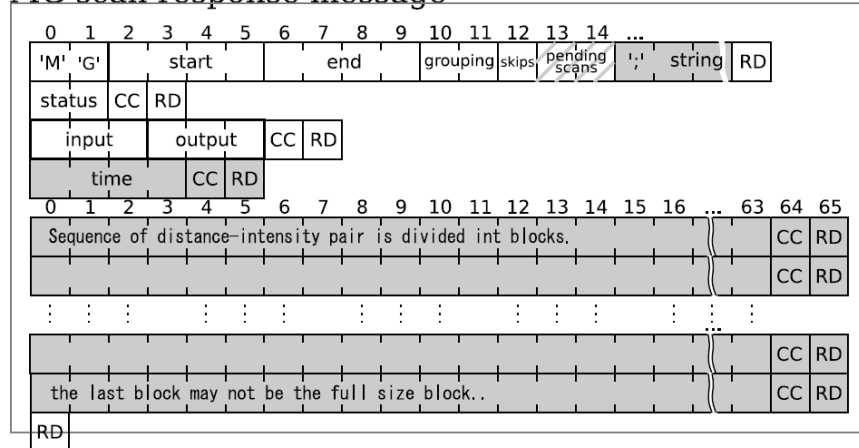 MG scan response message
0 1 2 3 4 5 6 7 8 9 10 11 12 13 14 ...
'M' 'G' start end grouping skips pending scans ';' string RD
status CC RD
input output CC RD
time CC RD
0 1 2 3 4 5 6 7 8 9 10 11 12 13 14 15 16 ... 63 64 65
Sequence of distance-intensity pair is divided int blocks. CC RD
CC RD
...
CC RD
the last block may not be the full size block.. CC RD
RD